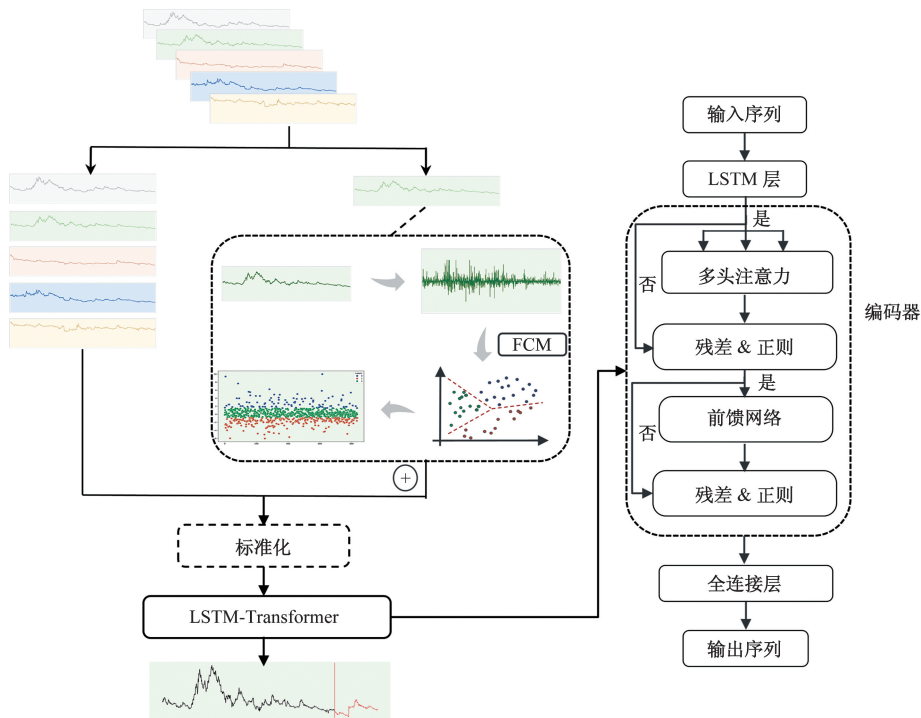 输入序列
LSTM 层
是
多头注意力
否
编码器
残差 & 正则
FCM
是
前馈网络
否
残差 & 正则
+
标准化
全连接层
LSTM-Transformer
输出序列